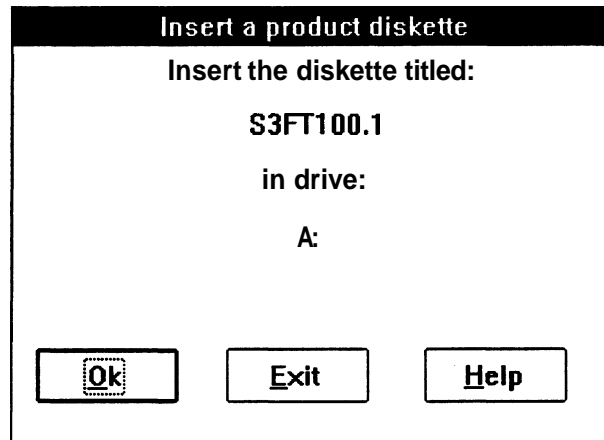 Insert a product diskette
Insert the diskette titled:
S3FT100.1
in drive:
A:
Ok Exit Help